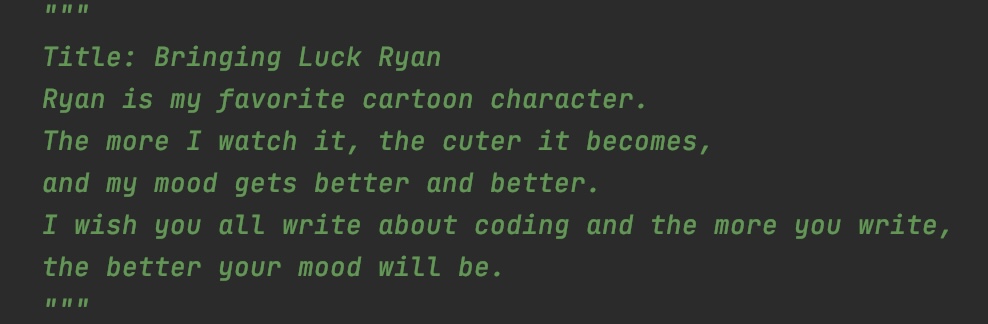 """
Title: Bringing Luck Ryan
Ryan is my favorite cartoon character.
The more I watch it, the cuter it becomes,
and my mood gets better and better.
I wish you all write about coding and the more you write,
the better your mood will be.
"""